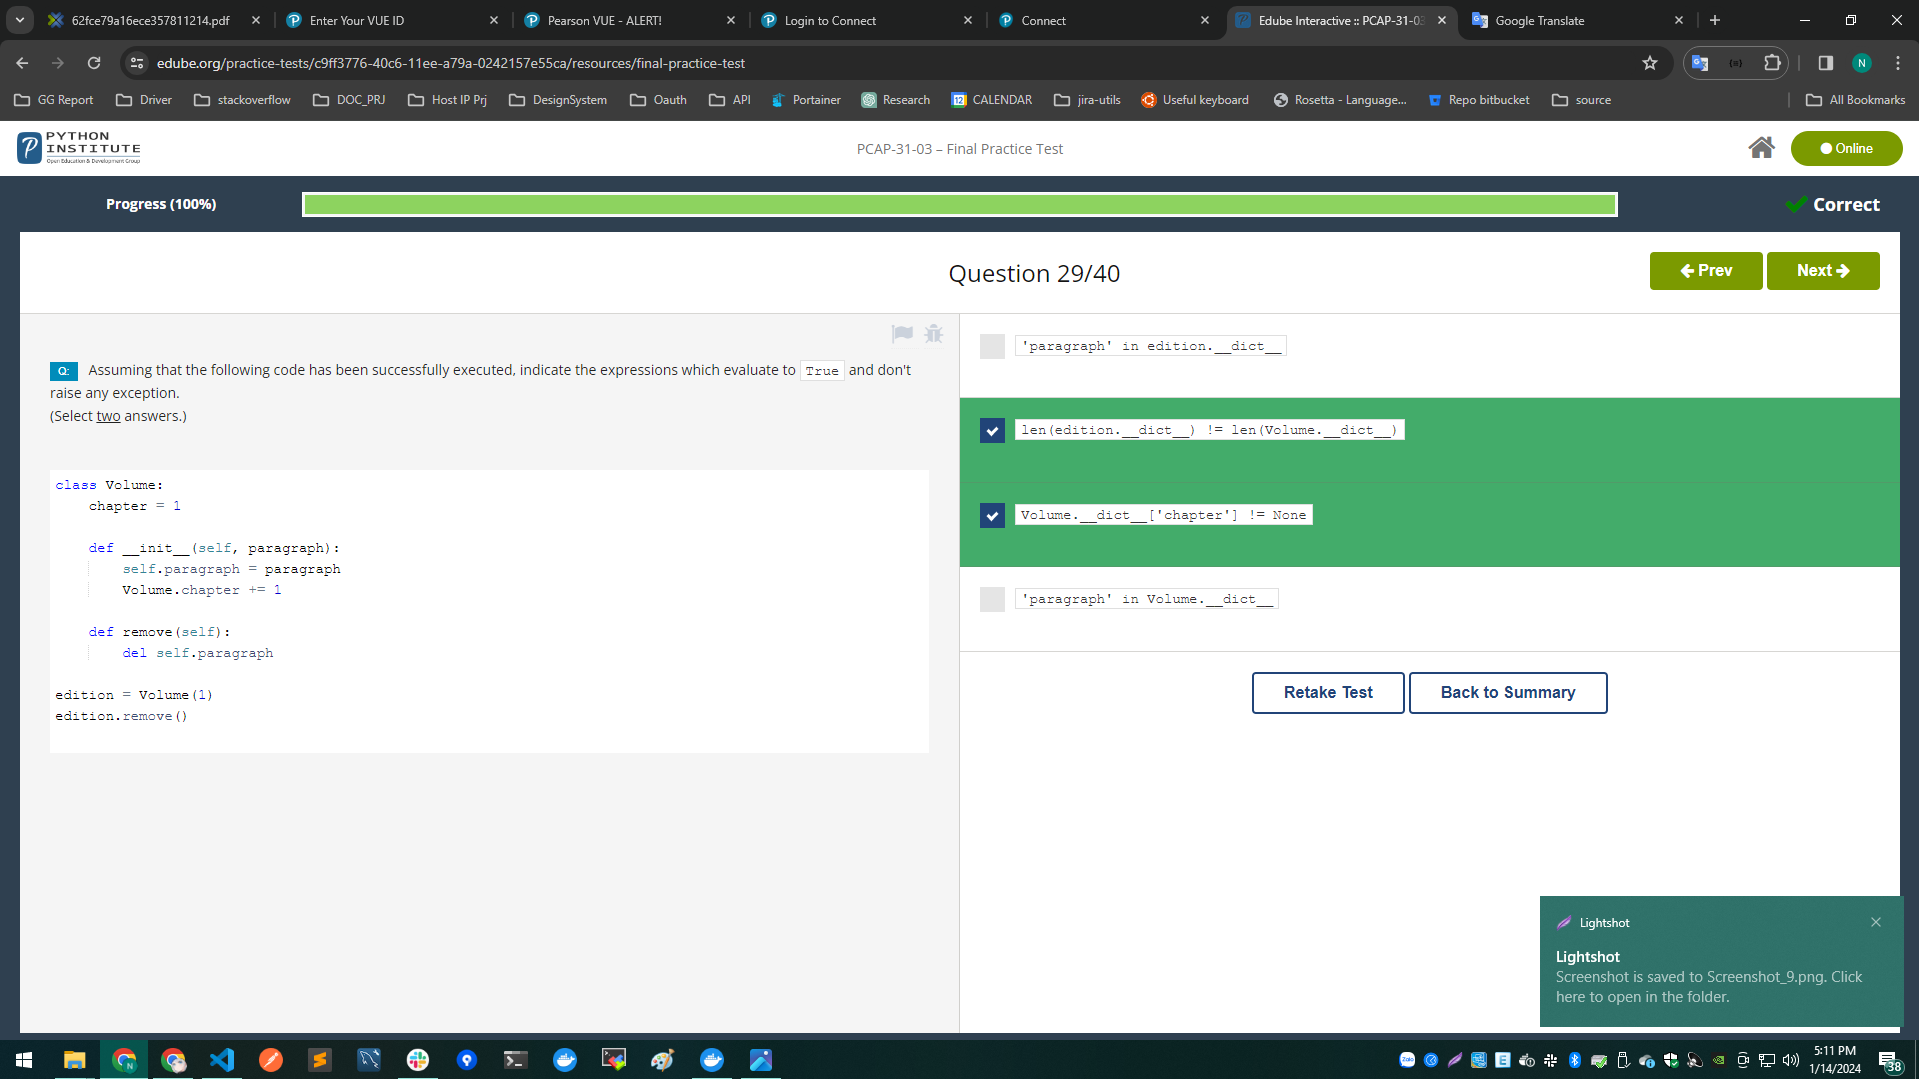 62fce79a16ece357811214.pdf
Enter Your VUE ID
Pearson VUE - ALERT!
Login to Connect
Connect
Edube Interactive :: PCAP-31-03
Google Translate
edube.org/practice-tests/c9ff3776-40c6-11ee-a79a-0242157e55ca/resources/final-practice-test
N
GG Report
Driver
stackoverflow
DOC_PRJ
Host IP Prj
DesignSystem
Oauth
API
Portainer
Research
CALENDAR
jira-utils
Useful keyboard
Rosetta - Language...
Repo bitbucket
source
All Bookmarks
PYTHON
INSTITUTE
Open Education & Development Group
PCAP-31-03 – Final Practice Test
Online
Progress (100%)
Correct
Question 29/40
Prev
Next
Q: Assuming that the following code has been successfully executed, indicate the expressions which evaluate to True and don't
raise any exception.
(Select two answers.)
class Volume:
    chapter = 1
    def __init__(self, paragraph):
        self.paragraph = paragraph
        Volume.chapter += 1
    def remove(self):
        del self.paragraph
edition = Volume(1)
edition.remove()
'paragraph' in edition.__dict__
len(edition.__dict__) != len(Volume.__dict__)
Volume.__dict__['chapter'] != None
'paragraph' in Volume.__dict__
Retake Test
Back to Summary
Lightshot
Lightshot
Screenshot is saved to Screenshot_9.png. Click
here to open in the folder.
5:11 PM
1/14/2024
38